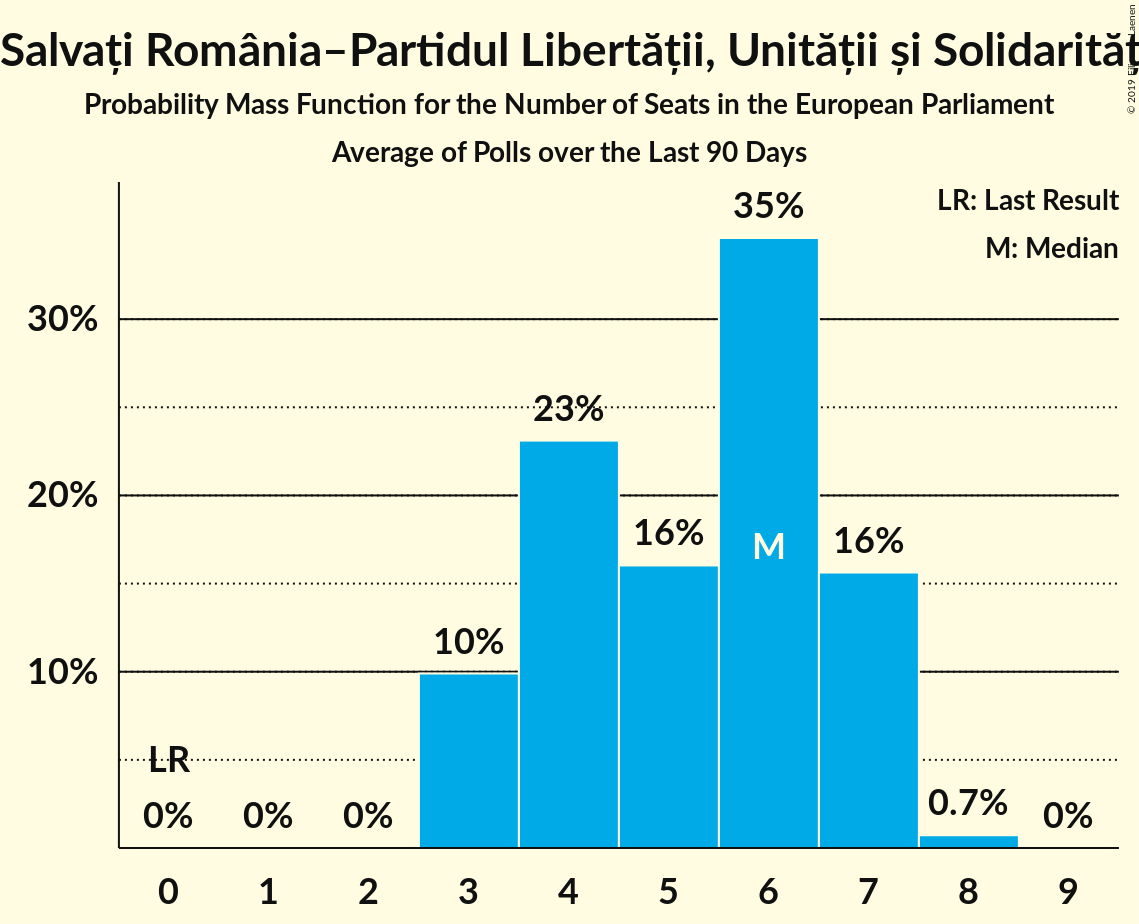 Salvați România–Partidul Libertății, Unității și Solidarităț
Probability Mass Function for the Number of Seats in the European Parliament
Average of Polls over the Last 90 Days
© 2019 Laenen
LR: Last Result
M: Median
35%
30%
23%
20%
16%
M
16%
10%
10%
LR
0%
0%
0%
0.7%
0%
0 1 2 3 4 5 6 7 8 9